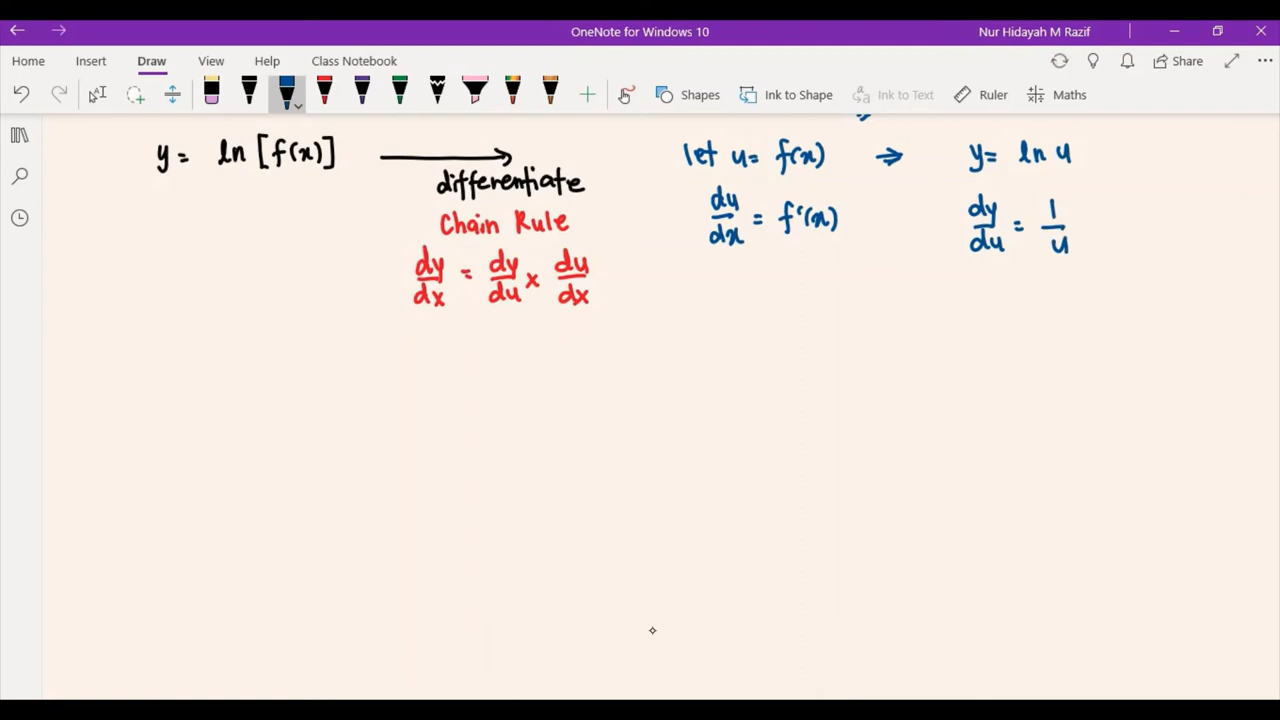 OneNote for Windows 10
Nur Hidayah M Razif
Home Insert Draw View Help Class Notebook
Share
Shapes Ink to Shape Ink to Text Ruler Maths
y = ln [f(x)]
differentiate
Chain Rule
dy/dx = dy/du × du/dx
let u = f(x) ⇒ y = ln u
du/dx = f'(x) dy/du = 1/u